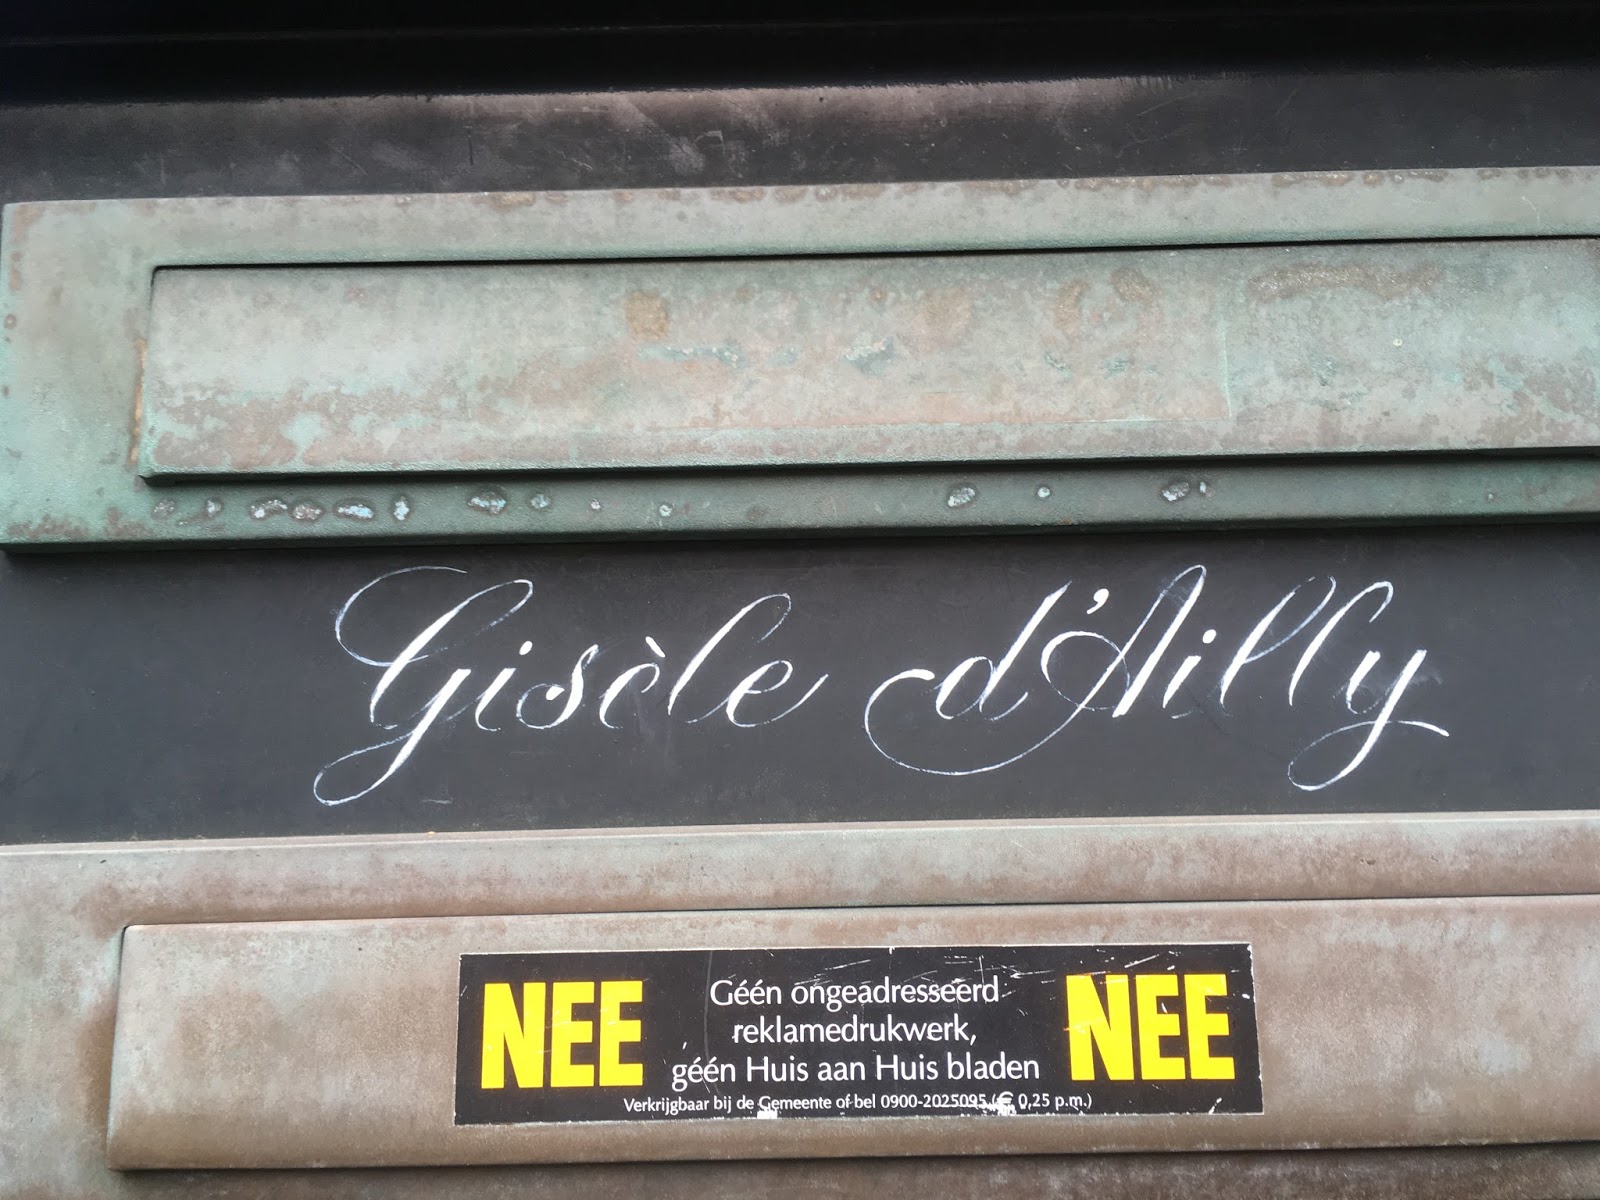 Gisèle d'Ailly
NEE
Géén ongeadresseerd
reklamedrukwerk,
géén Huis aan Huis bladen
NEE
Verkrijgbaar bij de Gemeente of bel 0900-2025095 (€ 0,25 p.m.)